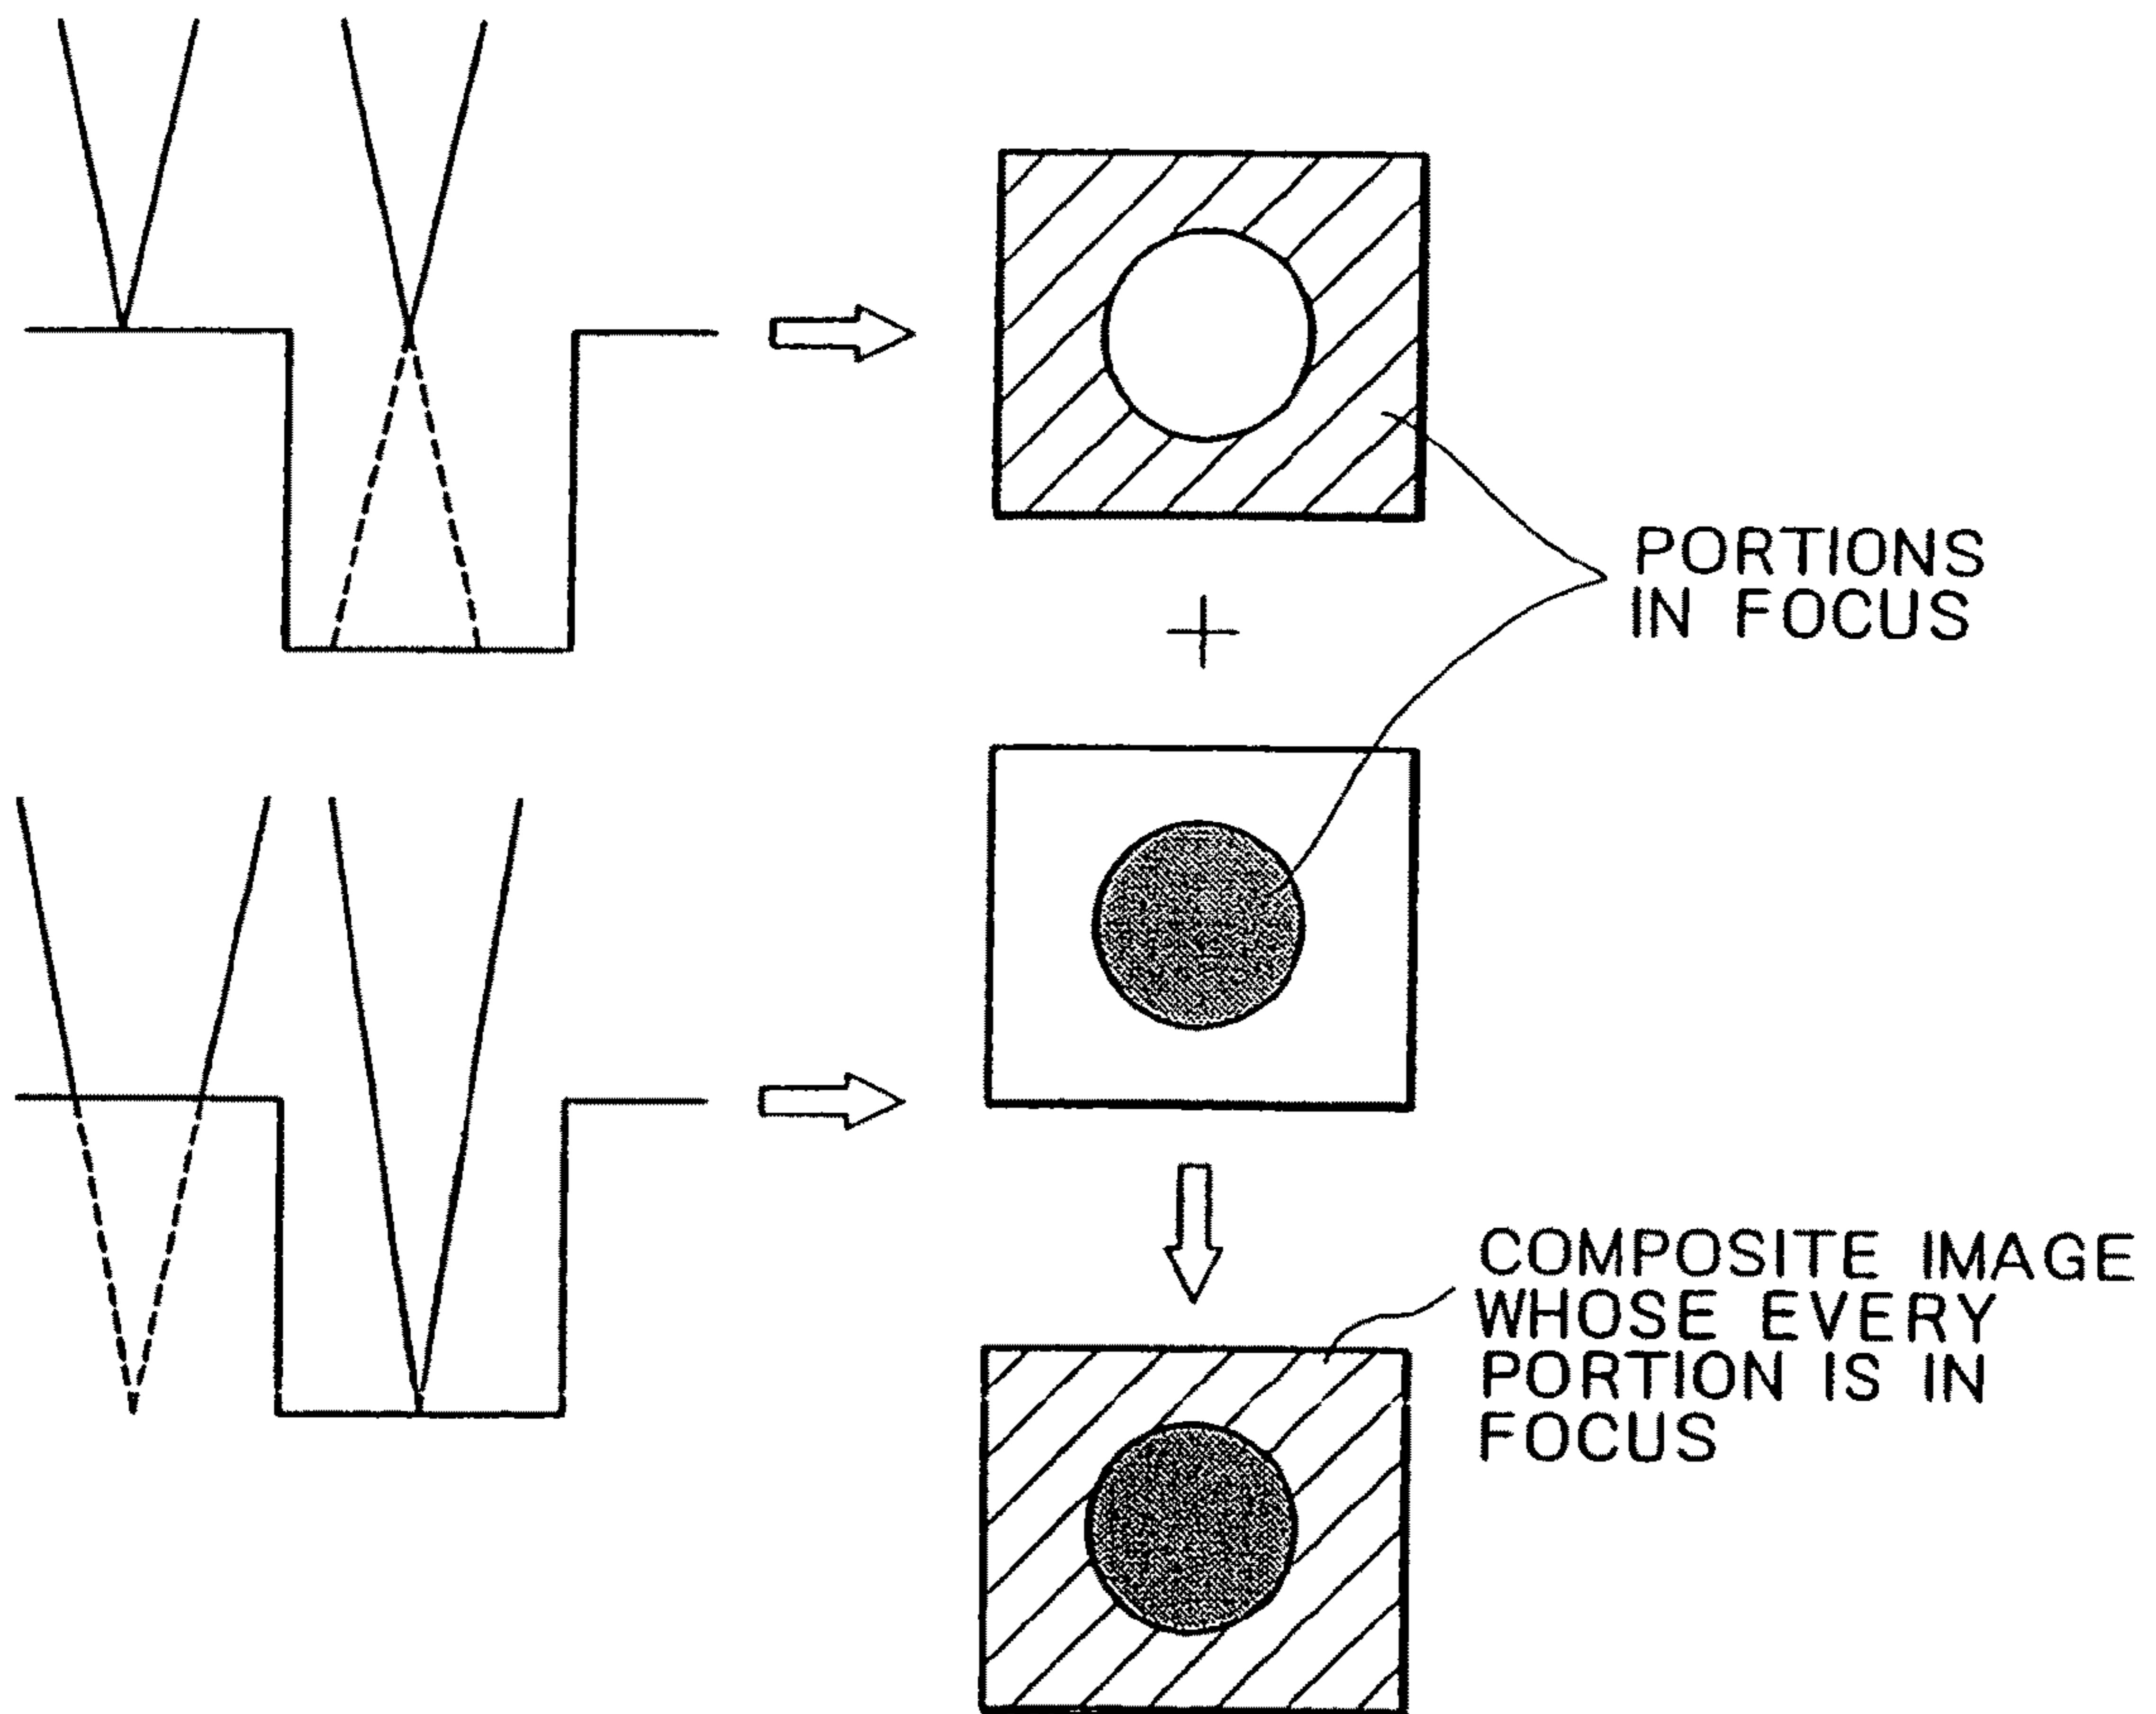 PORTIONS
IN FOCUS
COMPOSITE IMAGE
WHOSE EVERY
PORTION IS IN
FOCUS